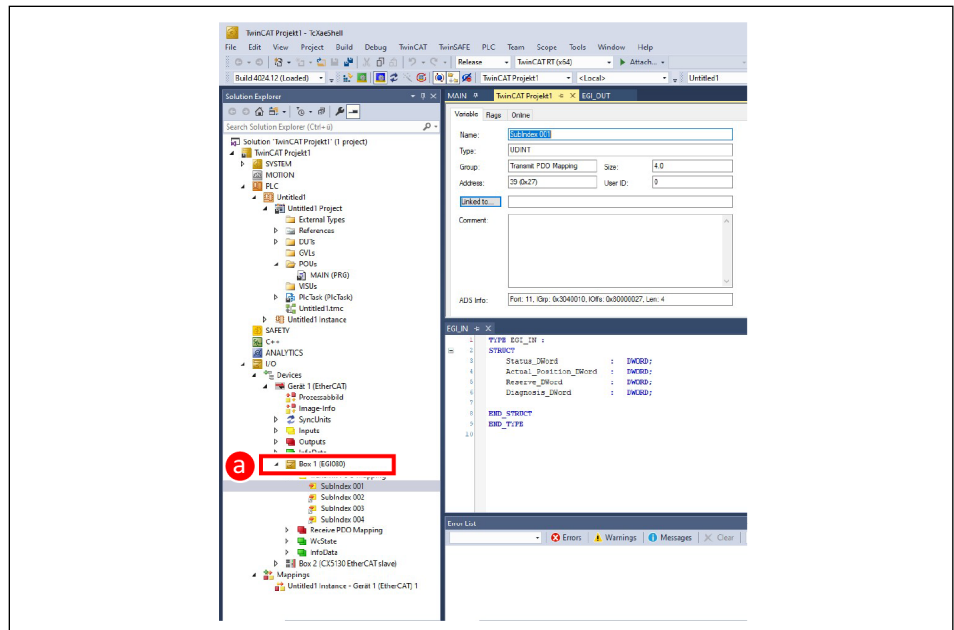 TwinCAT Projekt1 - TcXaeShell
File Edit View Project Build Debug TwinCAT TwinSAFE PLC Team Scope Tools Window Help
Release TwinCAT RT (x64) Attach...
Build 4024.12 (Loaded) TwinCAT Projekt1 <Local> Untitled1
Solution Explorer
Search Solution Explorer (Ctrl+ü)
Solution 'TwinCAT Projekt1' (1 project)
TwinCAT Projekt1
SYSTEM
MOTION
PLC
Untitled1
Untitled1 Project
External Types
References
DUTs
GVLs
POUs
MAIN (PRG)
VISUs
PlcTask (PlcTask)
Untitled1.tmc
Untitled1 Instance
SAFETY
C++
ANALYTICS
I/O
Devices
Gerät 1 (EtherCAT)
Prozessabbild
Image-Info
SyncUnits
Inputs
Outputs
InfoData
a
Box 1 (EGI080)
Mapping
SubIndex 001
SubIndex 002
SubIndex 003
SubIndex 004
Receive PDO Mapping
WcState
InfoData
Box 2 (CX5130 EtherCAT slave)
Mappings
Untitled1 Instance - Gerät 1 (EtherCAT) 1
MAIN TwinCAT Projekt1 EGI_OUT
Variable Flags Online
Name: SubIndex 001
Type: UDINT
Group: Transmit PDO Mapping Size: 4.0
Address: 39 (0x27) User ID: 0
Linked to...
Comment:
ADS Info: Port: 11, IGrp: 0x3040010, IOffs: 0x80000027, Len: 4
EGI_IN
1 TYPE EGI_IN :
2 STRUCT
3 Status_DWord : DWORD;
4 Actual_Position_DWord : DWORD;
5 Reserve_DWord : DWORD;
6 Diagnosis_DWord : DWORD;
7
8 END_STRUCT
9 END_TYPE
10
Error List
Errors Warnings Messages Clear